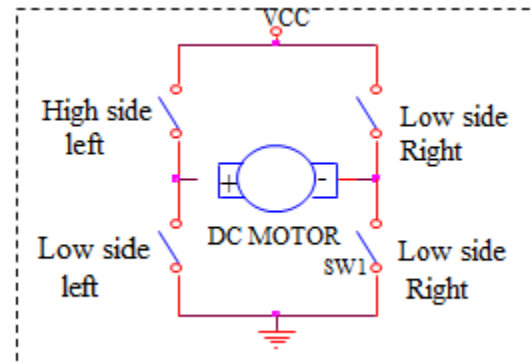 VCC
High side
left
Low side
Right
+
-
DC MOTOR
Low side
left
SW1
Low side
Right